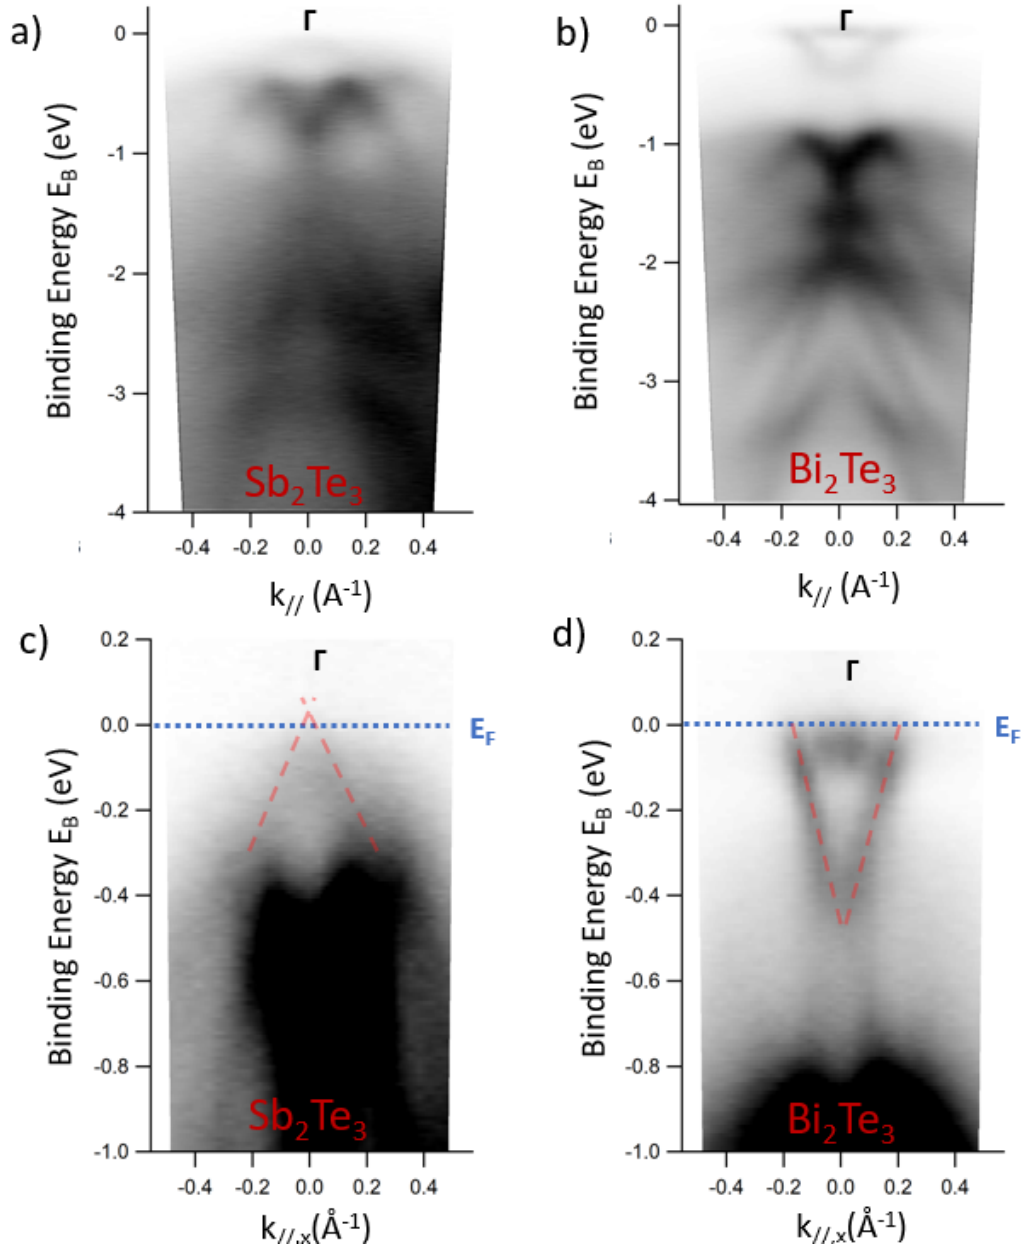 a)
Γ
0
-1
-2
-3
-4
Binding Energy E_B (eV)
Sb2Te3
-0.4 -0.2 0.0 0.2 0.4
k// (A⁻¹)
b)
Γ
0
-1
-2
-3
-4
Binding Energy E_B (eV)
Bi2Te3
-0.4 -0.2 0.0 0.2 0.4
k// (A⁻¹)
c)
Γ
0.2
0.0
-0.2
-0.4
-0.6
-0.8
-1.0
Binding Energy E_B (eV)
E_F
Sb2Te3
-0.4 -0.2 0.0 0.2 0.4
k//,x(Å⁻¹)
d)
Γ
0.2
0.0
-0.2
-0.4
-0.6
-0.8
-1.0
Binding Energy E_B (eV)
E_F
Bi2Te3
-0.4 -0.2 0.0 0.2 0.4
k//,x(Å⁻¹)